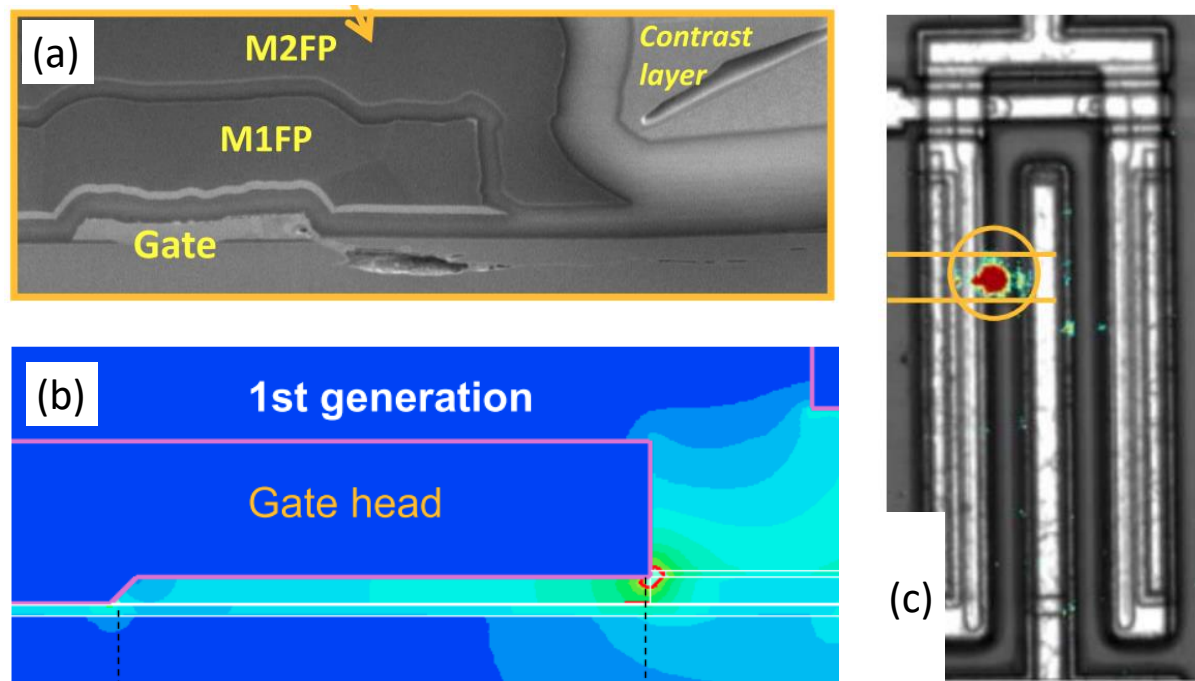 (a)
M2FP
Contrast
layer
M1FP
Gate
(b)
1st generation
Gate head
(c)